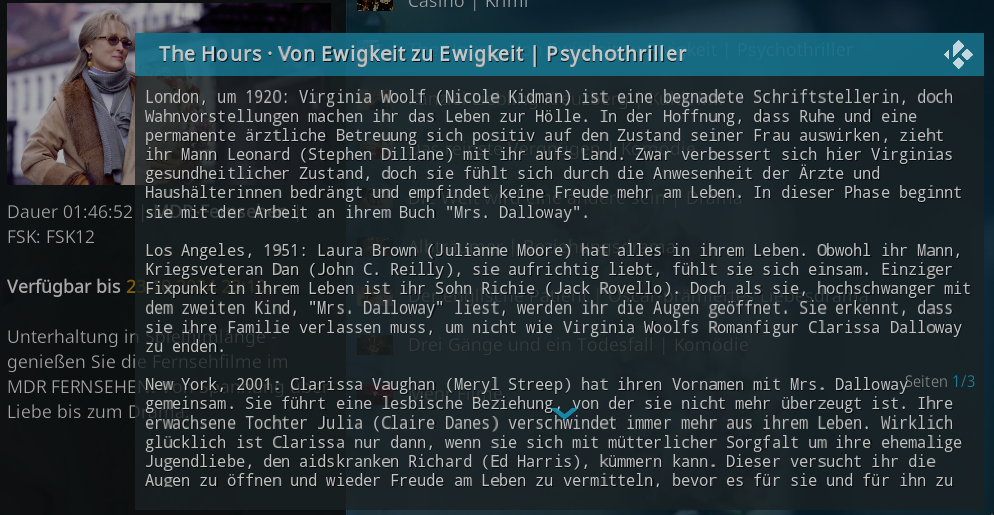 Casino | Krimi
The Hours · Von Ewigkeit zu Ewigkeit | Psychothriller
London, um 1920: Virginia Woolf (Nicole Kidman) ist eine begnadete Schriftstellerin, doch
Wahnvorstellungen machen ihr das Leben zur Hölle. In der Hoffnung, dass Ruhe und eine
permanente ärztliche Betreuung sich positiv auf den Zustand seiner Frau auswirken, zieht
ihr Mann Leonard (Stephen Dillane) mit ihr aufs Land. Zwar verbessert sich hier Virginias
gesundheitlicher Zustand, doch sie fühlt sich durch die Anwesenheit der Ärzte und
Haushälterinnen bedrängt und empfindet keine Freude mehr am Leben. In dieser Phase beginnt
sie mit der Arbeit an ihrem Buch "Mrs. Dalloway".
Los Angeles, 1951: Laura Brown (Julianne Moore) hat alles in ihrem Leben. Obwohl ihr Mann,
Kriegsveteran Dan (John C. Reilly), sie aufrichtig liebt, fühlt sie sich einsam. Einziger
Fixpunkt in ihrem Leben ist ihr Sohn Richie (Jack Rovello). Doch als sie, hochschwanger mit
dem zweiten Kind, "Mrs. Dalloway" liest, werden ihr die Augen geöffnet. Sie erkennt, dass
sie ihre Familie verlassen muss, um nicht wie Virginia Woolfs Romanfigur Clarissa Dalloway
zu enden.
New York, 2001: Clarissa Vaughan (Meryl Streep) hat ihren Vornamen mit Mrs. Dalloway
gemeinsam. Sie führt eine lesbische Beziehung, von der sie nicht mehr überzeugt ist. Ihre
erwachsene Tochter Julia (Claire Danes) verschwindet immer mehr aus ihrem Leben. Wirklich
glücklich ist Clarissa nur dann, wenn sie sich mit mütterlicher Sorgfalt um ihre ehemalige
Jugendliebe, den aidskranken Richard (Ed Harris), kümmern kann. Dieser versucht ihr die
Augen zu öffnen und wieder Freude am Leben zu vermitteln, bevor es für sie und für ihn zu
Seiten 1/3
Dauer 01:46:52 | MDR Fernsehen
FSK: FSK12
Verfügbar bis
Unterhaltung in Spielfilmlänge -
genießen Sie die Fernsehfilme im
MDR FERNSEHEN
Liebe bis zum Drama
Drei Gänge und ein Todesfall | Komödie